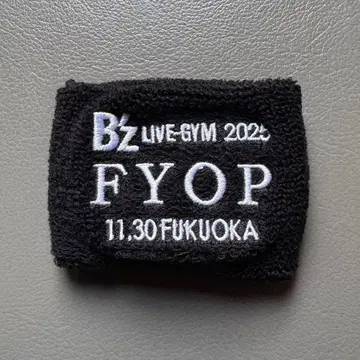 B'z LIVE-GYM 2025
FYOP
11.30 FUKUOKA